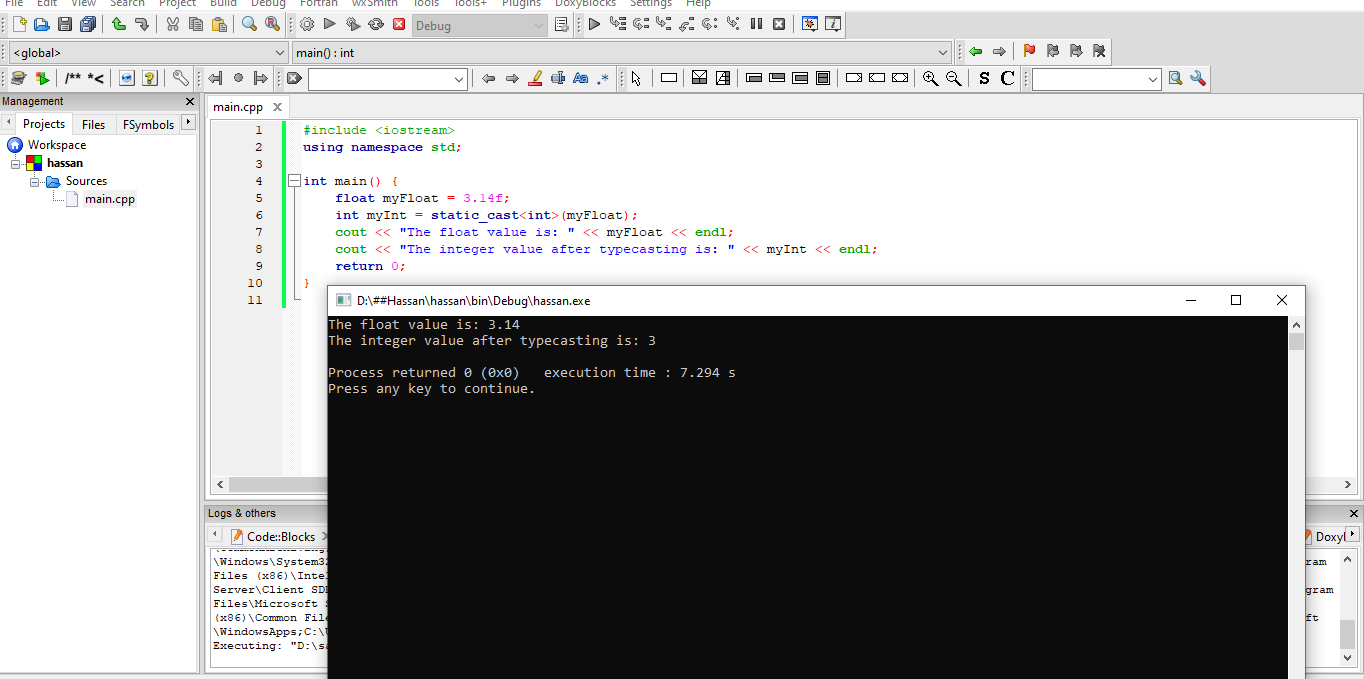 File Edit View Search Project Build Debug Fortran wxSmith Tools Tools+ Plugins DoxyBlocks Settings Help
Debug
<global> main() : int
/** *<
Aa .*
S C
Management
Projects Files FSymbols
Workspace
hassan
Sources
main.cpp
main.cpp
1 #include <iostream>
2 using namespace std;
3
4 int main() {
5 float myFloat = 3.14f;
6 int myInt = static_cast<int>(myFloat);
7 cout << "The float value is: " << myFloat << endl;
8 cout << "The integer value after typecasting is: " << myInt << endl;
9 return 0;
10 }
11
D:\##Hassan\hassan\bin\Debug\hassan.exe
The float value is: 3.14
The integer value after typecasting is: 3
Process returned 0 (0x0) execution time : 7.294 s
Press any key to continue.
Logs & others
Code::Blocks
\Windows\System32
Files (x86)\Inte
Server\Client SD
Files\Microsoft
(x86)\Common File
\WindowsApps;C:\
Executing: "D:\s
Doxy
ram
gram
ft